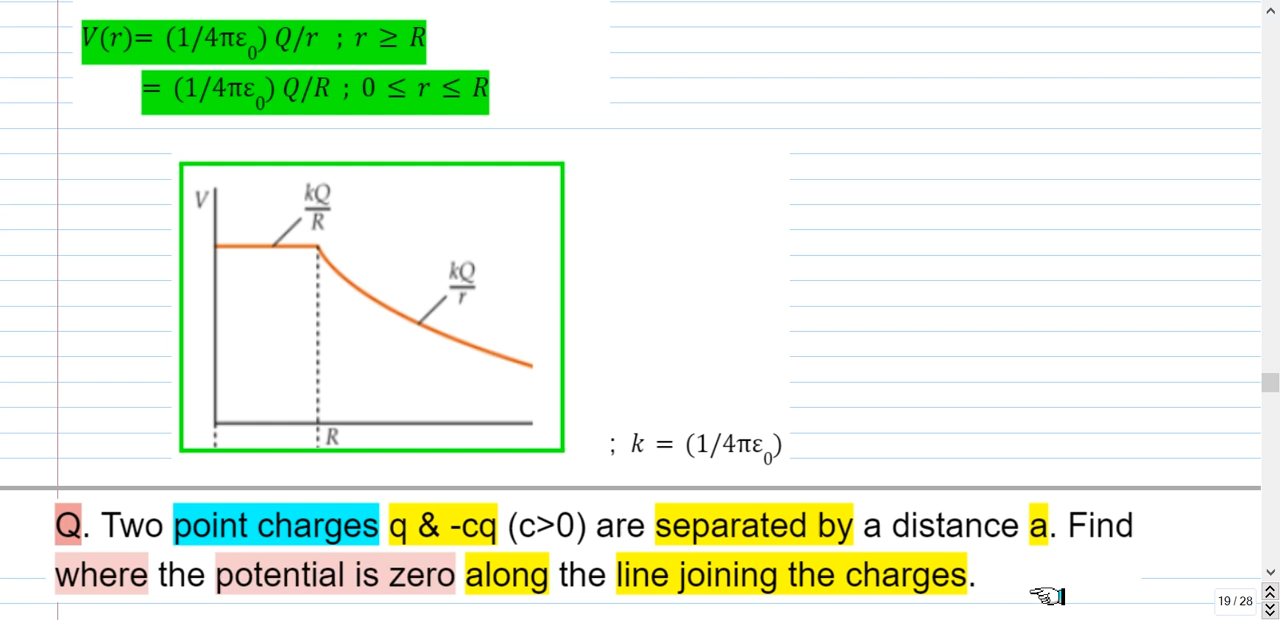 V(r)= (1/4πε₀) Q/r ; r ≥ R
= (1/4πε₀) Q/R ; 0 ≤ r ≤ R
V
kQ/R
kQ/r
R
; k = (1/4πε₀)
Q. Two point charges q & -cq (c>0) are separated by a distance a. Find
where the potential is zero along the line joining the charges.
19 / 28